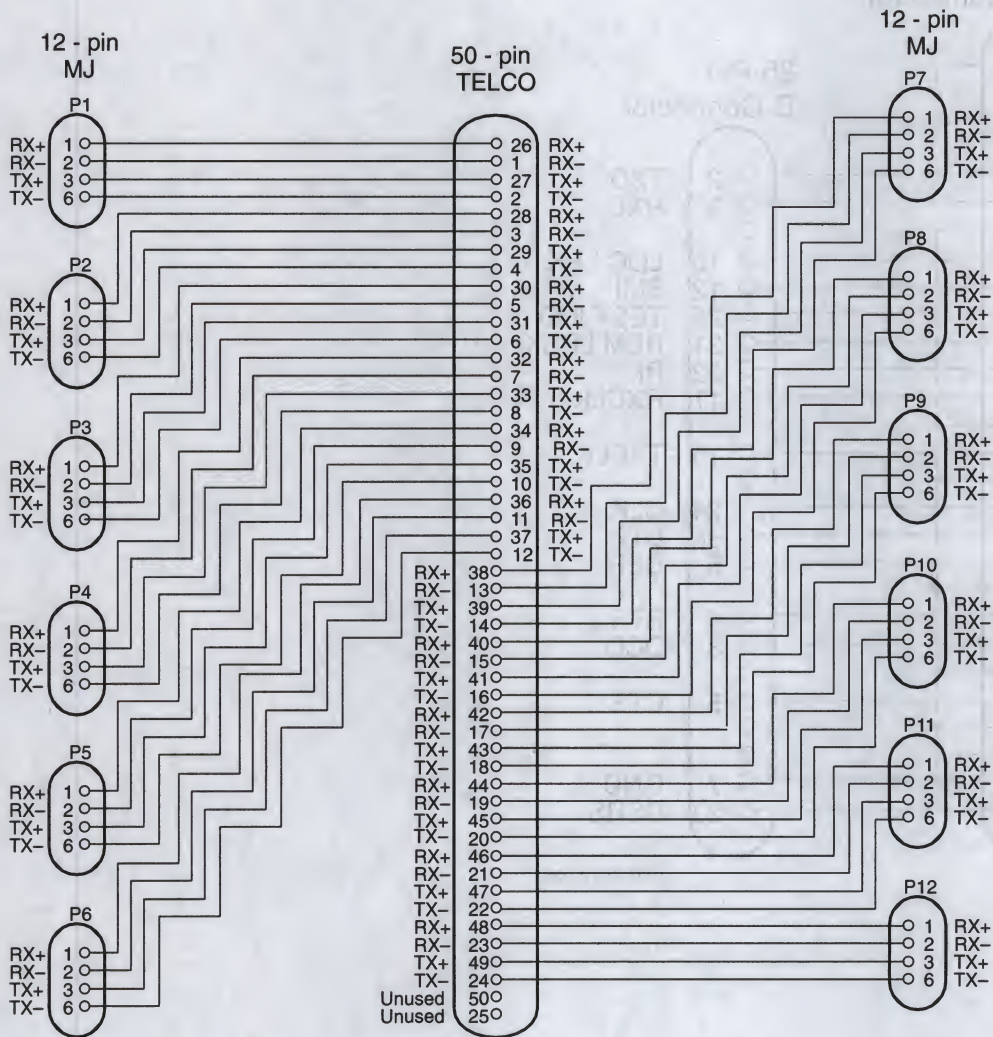 12 - pin
MJ
P1
RX+ 1
RX– 2
TX+ 3
TX– 6
P2
RX+ 1
RX– 2
TX+ 3
TX– 6
P3
RX+ 1
RX– 2
TX+ 3
TX– 6
P4
RX+ 1
RX– 2
TX+ 3
TX– 6
P5
RX+ 1
RX– 2
TX+ 3
TX– 6
P6
RX+ 1
RX– 2
TX+ 3
TX– 6
50 - pin
TELCO
26 RX+
1 RX–
27 TX+
2 TX–
28 RX+
3 RX–
29 TX+
4 TX–
30 RX+
5 RX–
31 TX+
6 TX–
32 RX+
7 RX–
33 TX+
8 TX–
34 RX+
9 RX–
35 TX+
10 TX–
36 RX+
11 RX–
37 TX+
12 TX–
RX+ 38
RX– 13
TX+ 39
TX– 14
RX+ 40
RX– 15
TX+ 41
TX– 16
RX+ 42
RX– 17
TX+ 43
TX– 18
RX+ 44
RX– 19
TX+ 45
TX– 20
RX+ 46
RX– 21
TX+ 47
TX– 22
RX+ 48
RX– 23
TX+ 49
TX– 24
Unused 50
Unused 25
12 - pin
MJ
P7
1 RX+
2 RX–
3 TX+
6 TX–
P8
1 RX+
2 RX–
3 TX+
6 TX–
P9
1 RX+
2 RX–
3 TX+
6 TX–
P10
1 RX+
2 RX–
3 TX+
6 TX–
P11
1 RX+
2 RX–
3 TX+
6 TX–
P12
1 RX+
2 RX–
3 TX+
6 TX–